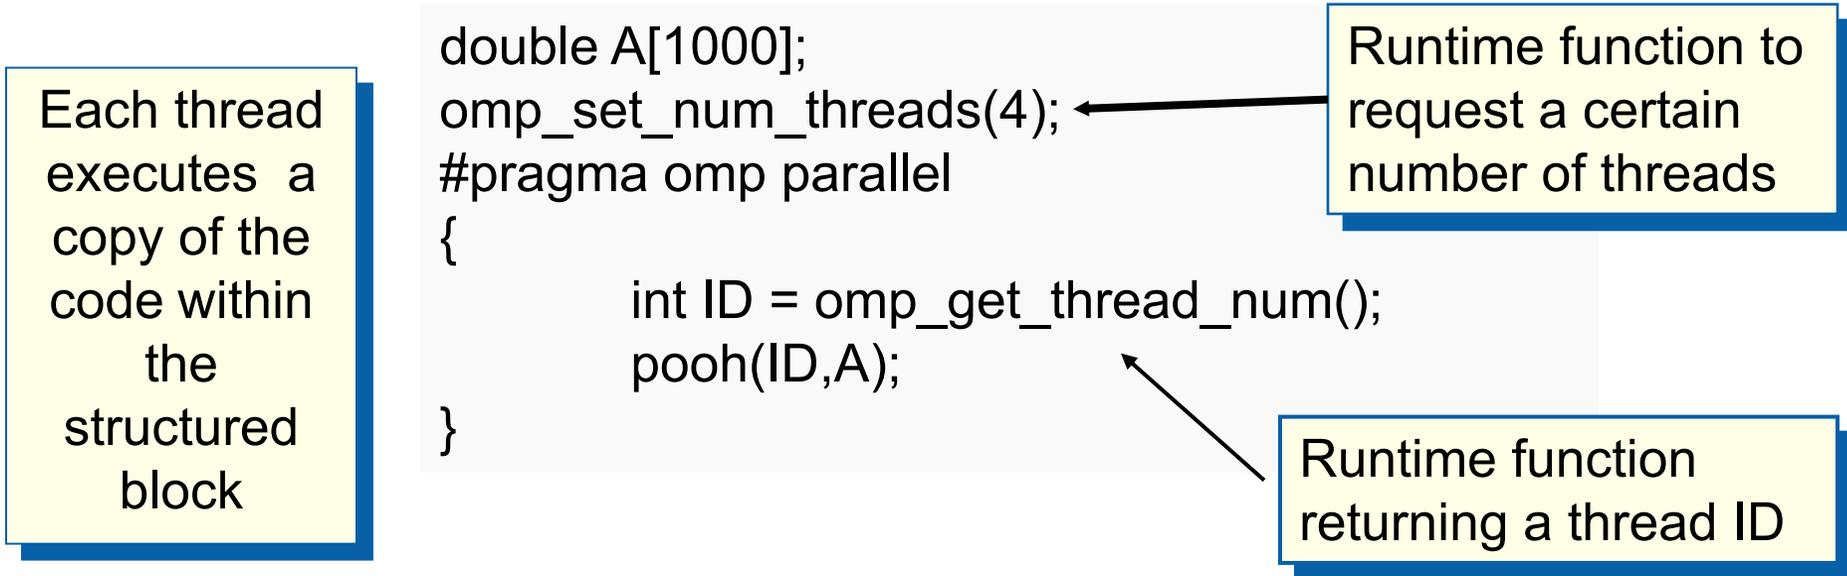 Each thread
executes  a
copy of the
code within
the
structured
block
double A[1000];
omp_set_num_threads(4);
#pragma omp parallel
{
int ID = omp_get_thread_num();
pooh(ID,A);
}
Runtime function to
request a certain
number of threads
Runtime function
returning a thread ID